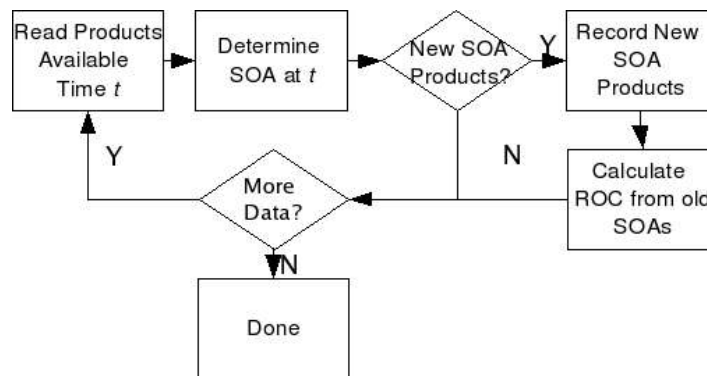 Read Products
Available
Time t
Determine
SOA at t
New SOA
Products?
Y
Record New
SOA
Products
Calculate
ROC from old
SOAs
N
More
Data?
Y
N
Done